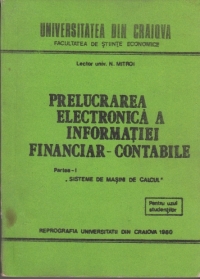 UNIVERSITATEA DIN CRAIOVA
FACULTATEA DE ŞTIINŢE ECONOMICE
Lector univ. N. MITROI
PRELUCRAREA
ELECTRONICĂ A
INFORMAŢIEI
FINANCIAR-CONTABILE
Partea-I
„SISTEME DE MAŞINI DE CALCUL"
Pentru uzul
studenţilor
REPROGRAFIA UNIVERSITATII DIN CRAIOVA 1980